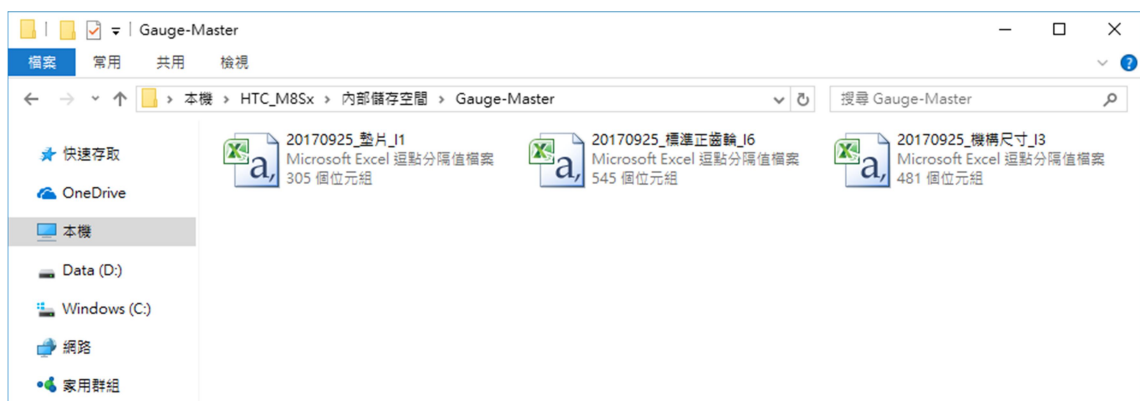 Gauge-Master
檔案 常用 共用 檢視
本機 › HTC_M8Sx › 內部儲存空間 › Gauge-Master
搜尋 Gauge-Master
快速存取
OneDrive
本機
Data (D:)
Windows (C:)
網路
家用群組
20170925_墊片_I1
Microsoft Excel 逗點分隔值檔案
305 個位元組
20170925_標準正齒輪_I6
Microsoft Excel 逗點分隔值檔案
545 個位元組
20170925_機構尺寸_I3
Microsoft Excel 逗點分隔值檔案
481 個位元組